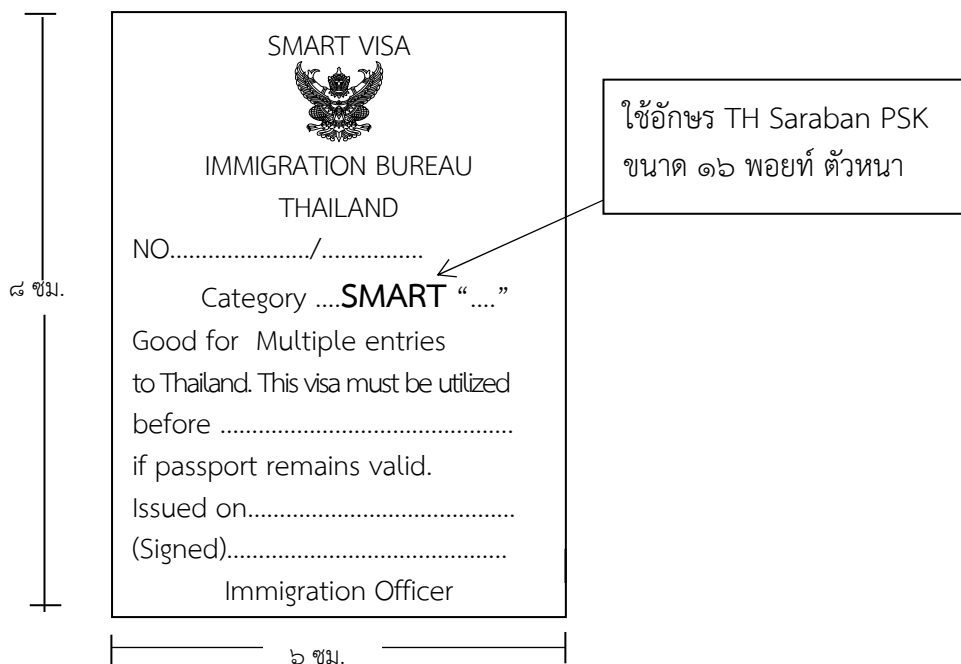 SMART VISA
IMMIGRATION BUREAU
THAILAND
NO....................../................
Category ....SMART “....”
Good for  Multiple entries
to Thailand. This visa must be utilized
before ..............................................
if passport remains valid.
Issued on..........................................
(Signed)............................................
Immigration Officer
ใช้อักษร TH Saraban PSK
ขนาด ๑๖ พอยท์ ตัวหนา
๘ ซม.
๖ ซม.